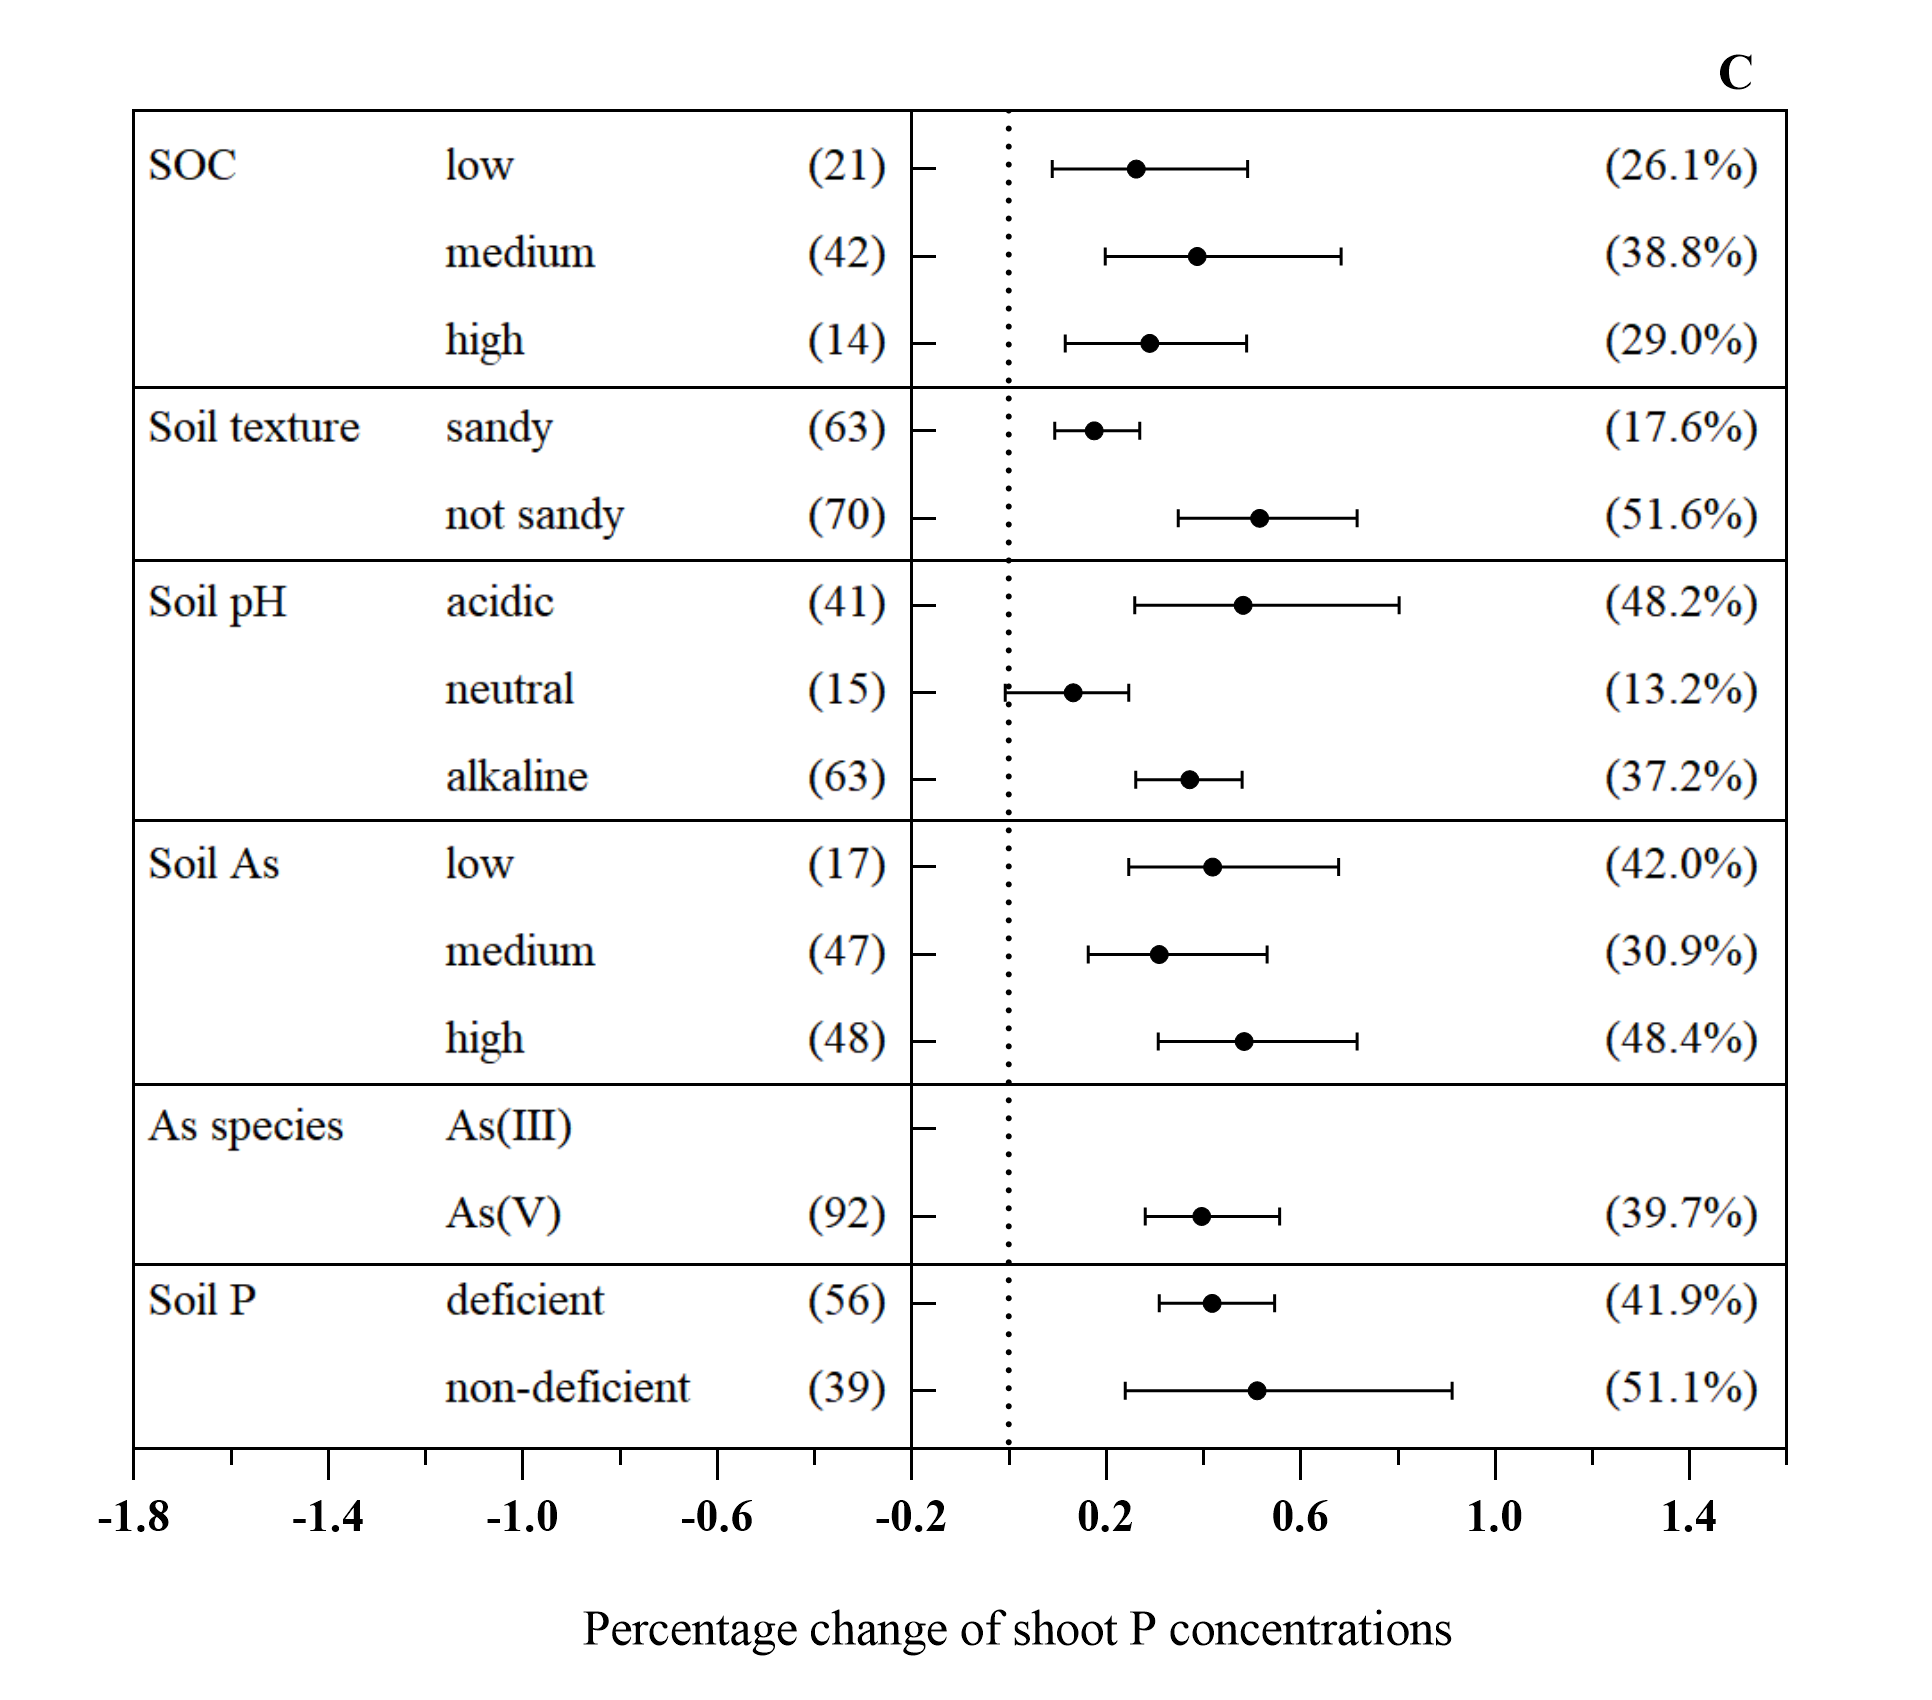 C
SOC low (21) (26.1%)
medium (42) (38.8%)
high (14) (29.0%)
Soil texture sandy (63) (17.6%)
not sandy (70) (51.6%)
Soil pH acidic (41) (48.2%)
neutral (15) (13.2%)
alkaline (63) (37.2%)
Soil As low (17) (42.0%)
medium (47) (30.9%)
high (48) (48.4%)
As species As(III)
As(V) (92) (39.7%)
Soil P deficient (56) (41.9%)
non-deficient (39) (51.1%)
-1.8 -1.4 -1.0 -0.6 -0.2 0.2 0.6 1.0 1.4
Percentage change of shoot P concentrations